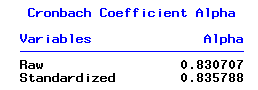 Cronbach Coefficient Alpha
Variables Alpha
Raw 0.830707
Standardized 0.835788